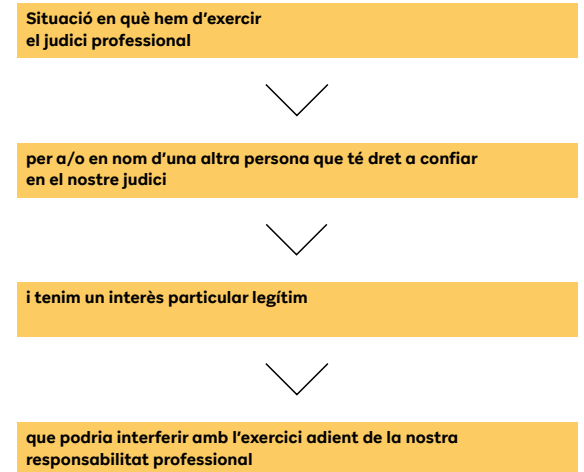 Situació en què hem d’exercir
el judici professional
per a/o en nom d’una altra persona que té dret a confiar
en el nostre judici
i tenim un interès particular legítim
que podria interferir amb l’exercici adient de la nostra
responsabilitat professional